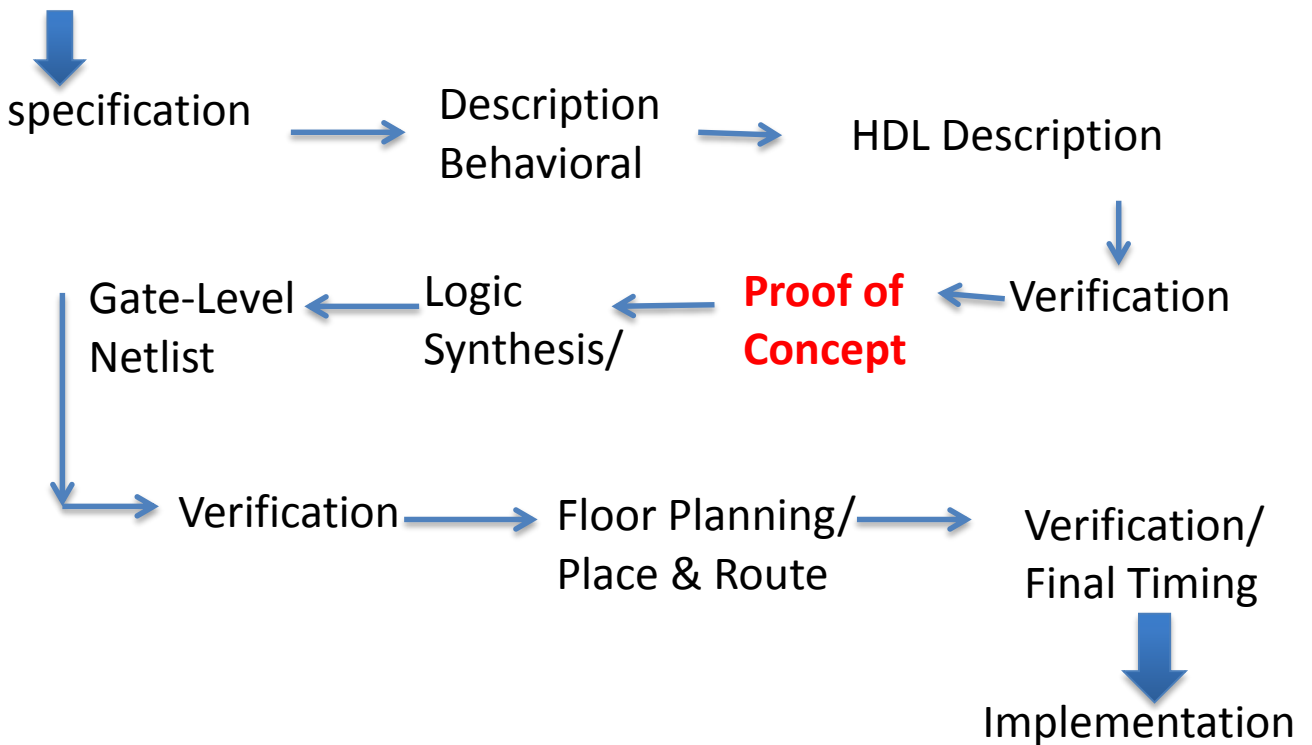 specification
Description
Behavioral
HDL Description
Verification
Proof of
Concept
Logic
Synthesis/
Gate-Level
Netlist
Verification
Floor Planning/
Place & Route
Verification/
Final Timing
Implementation